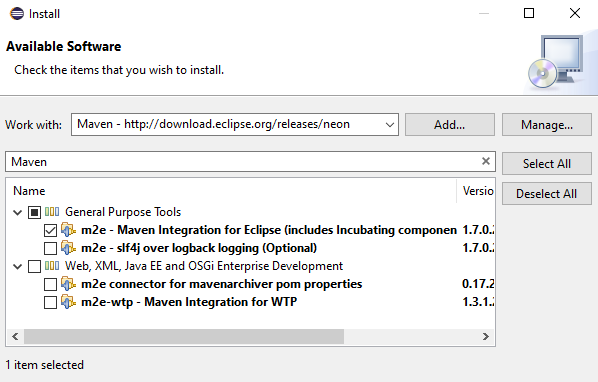 Install
Available Software
Check the items that you wish to install.
Work with: Maven - http://download.eclipse.org/releases/neon Add... Manage...
Maven Select All
Name Versio Deselect All
General Purpose Tools
m2e - Maven Integration for Eclipse (includes Incubating componen 1.7.0.2
m2e - slf4j over logback logging (Optional) 1.7.0.2
Web, XML, Java EE and OSGi Enterprise Development
m2e connector for mavenarchiver pom properties 0.17.2
m2e-wtp - Maven Integration for WTP 1.3.1.2
1 item selected